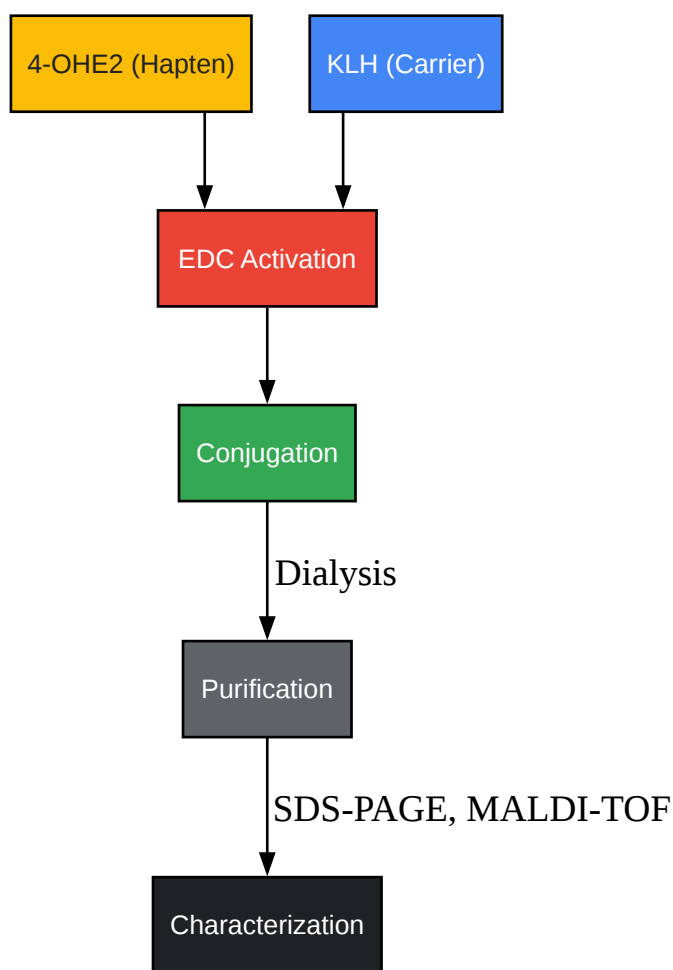 4-OHE2 (Hapten)
KLH (Carrier)
EDC Activation
Conjugation
Dialysis
Purification
SDS-PAGE, MALDI-TOF
Characterization